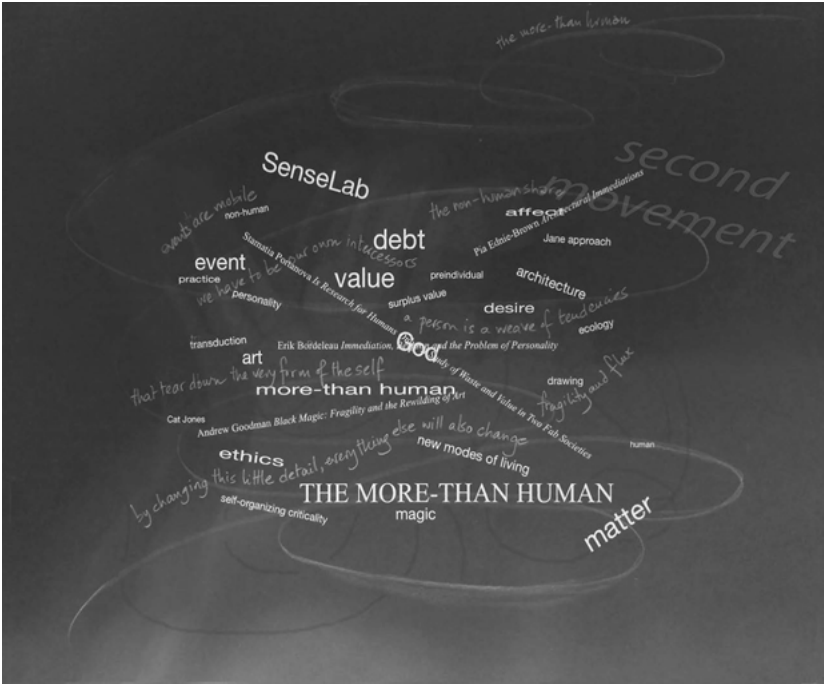 the more-than human
second
movement
SenseLab
events are mobile
non-human
the non-human share
affect
Pia Ednie-Brown Architectural Immediations
Jane approach
debt
we have to be our own intercessors
event
practice
value
preindividual
architecture
personality
surplus value
desire
a person is a weave of tendencies
ecology
transduction
God
art
Erik Bordeleau Immediation, and the Problem of Personality
Stamatia Portanova Is Research for Humans Study of Waste and Value in Two Fab Societies
that tear down the very form of the self
more-than human
drawing
fragility and flux
Cat Jones
Andrew Goodman Black Magic: Fragility and the Rewilding of Art
human
ethics
new modes of living
by changing this little detail, everything else will also change
THE MORE-THAN HUMAN
self-organizing criticality
magic
matter